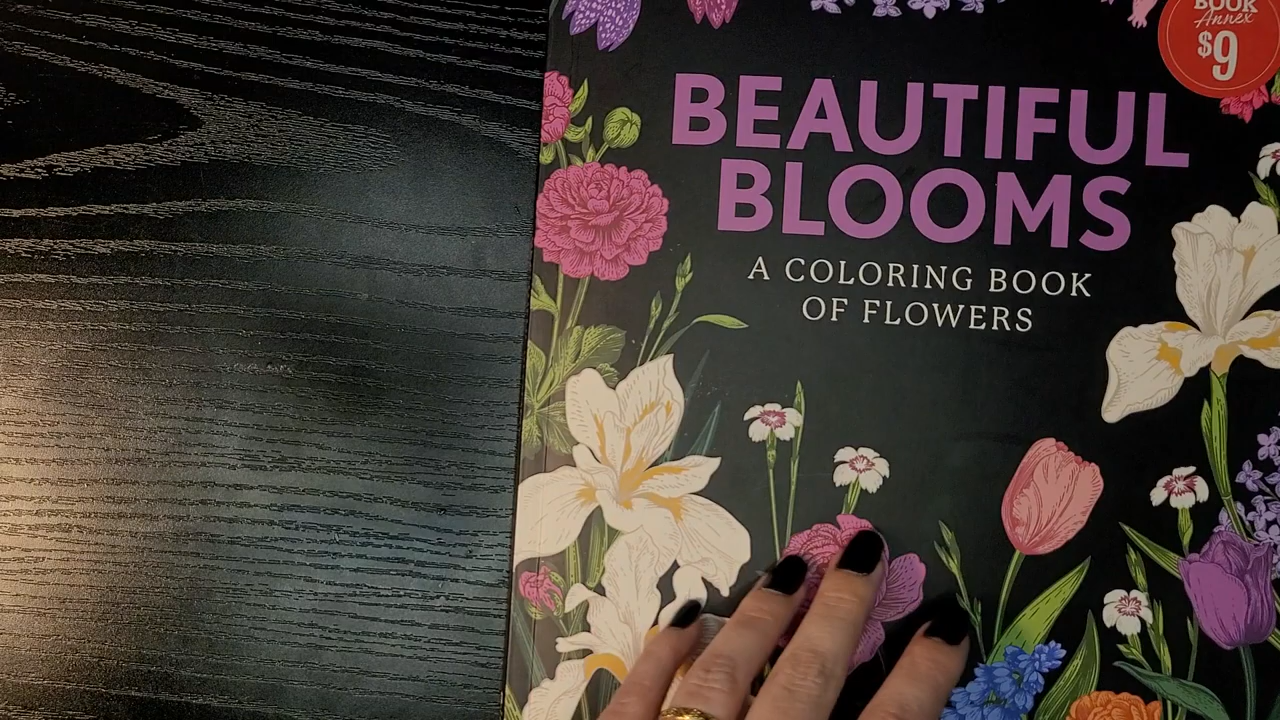 BOOK
Annex
$9
BEAUTIFUL
BLOOMS
A COLORING BOOK
OF FLOWERS